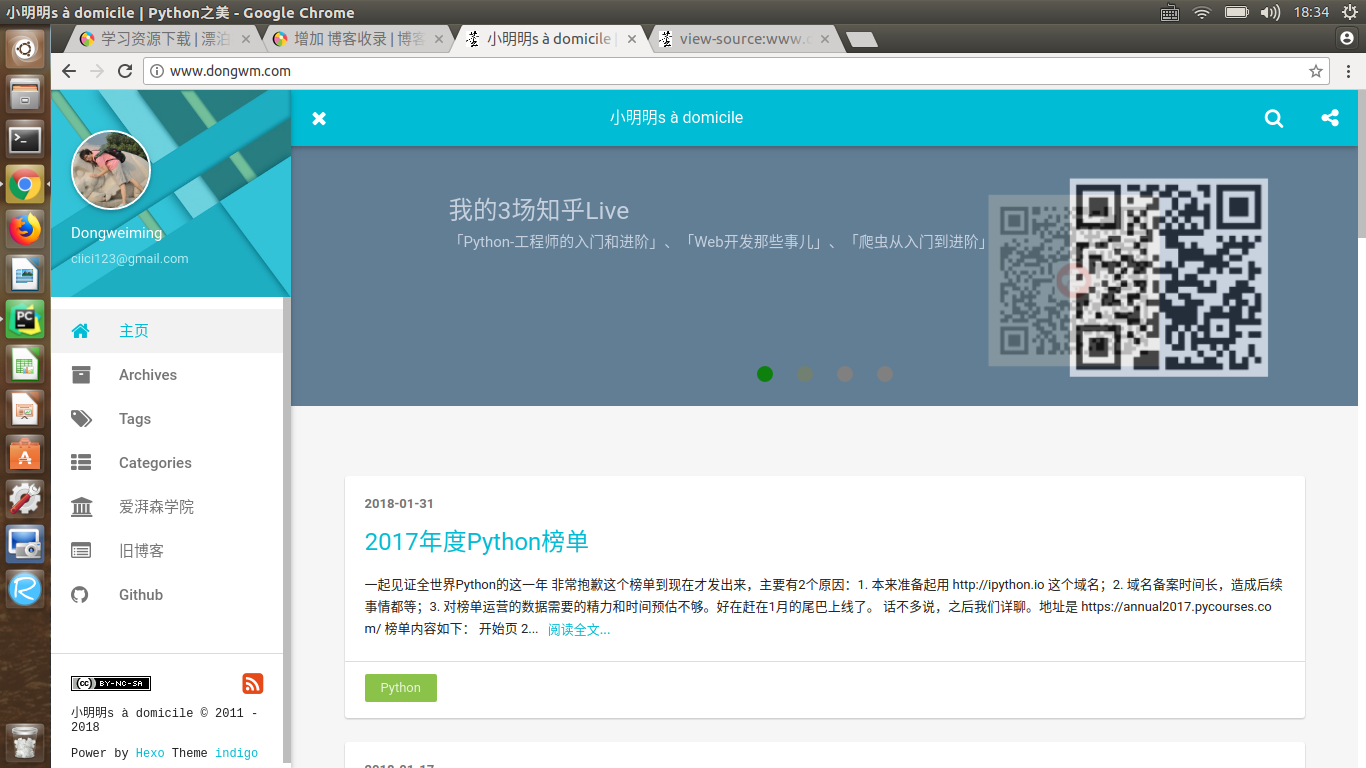 小明明s à domicile | Python之美 - Google Chrome
18:34
学习资源下载 | 漂泊
增加 博客收录 | 博客
小明明s à domicile |
view-source:www.d
www.dongwm.com
小明明s à domicile
Dongweiming
ciici123@gmail.com
我的3场知乎Live
「Python-工程师的入门和进阶」、「Web开发那些事儿」、「爬虫从入门到进阶」
主页
Archives
Tags
Categories
爱湃森学院
旧博客
Github
2018-01-31
2017年度Python榜单
一起见证全世界Python的这一年 非常抱歉这个榜单到现在才发出来，主要有2个原因：1. 本来准备起用 http://ipython.io 这个域名；2. 域名备案时间长，造成后续
事情都等；3. 对榜单运营的数据需要的精力和时间预估不够。好在赶在1月的尾巴上线了。 话不多说，之后我们详聊。地址是 https://annual2017.pycourses.co
m/ 榜单内容如下： 开始页 2... 阅读全文...
Python
2018-01-17
BY-NC-SA
小明明s à domicile © 2011 -
2018
Power by Hexo Theme indigo